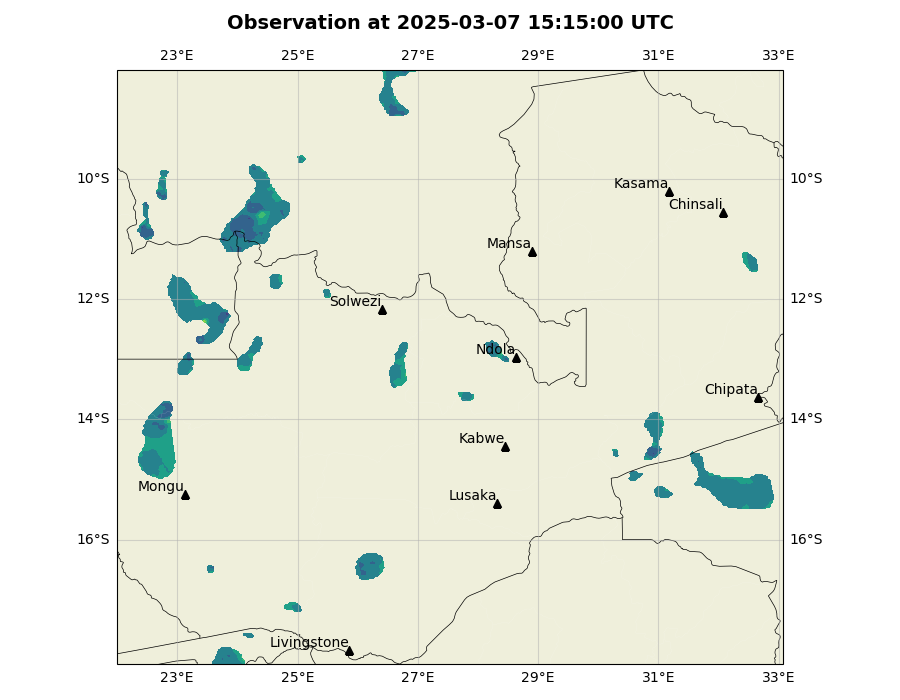 Observation at 2025-03-07 15:15:00 UTC
23°E 25°E 27°E 29°E 31°E 33°E
10°S 10°S
Kasama
Chinsali
Mansa
12°S 12°S
Solwezi
Ndola
Chipata
14°S 14°S
Kabwe
Mongu
Lusaka
16°S 16°S
Livingstone
23°E 25°E 27°E 29°E 31°E 33°E